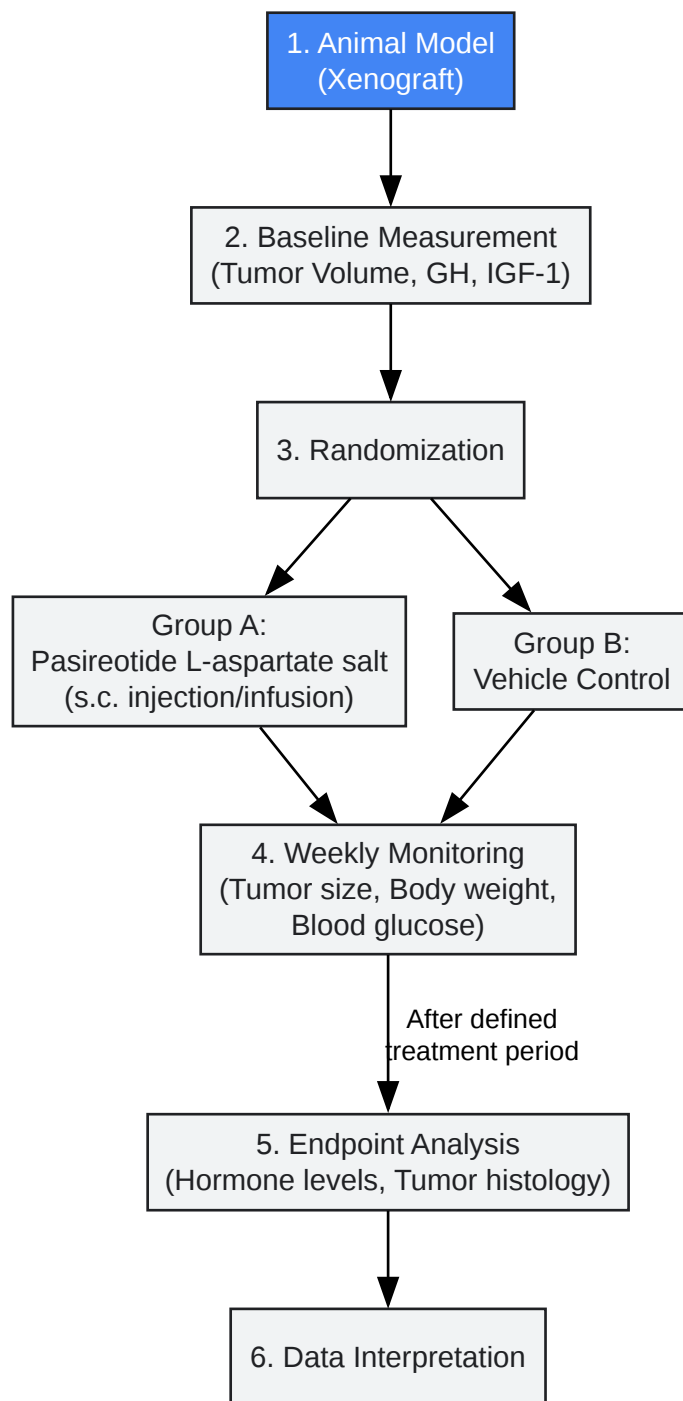 1. Animal Model
(Xenograft)
2. Baseline Measurement
(Tumor Volume, GH, IGF-1)
3. Randomization
Group A:
Pasireotide L-aspartate salt
(s.c. injection/infusion)
Group B:
Vehicle Control
4. Weekly Monitoring
(Tumor size, Body weight,
Blood glucose)
After defined
treatment period
5. Endpoint Analysis
(Hormone levels, Tumor histology)
6. Data Interpretation